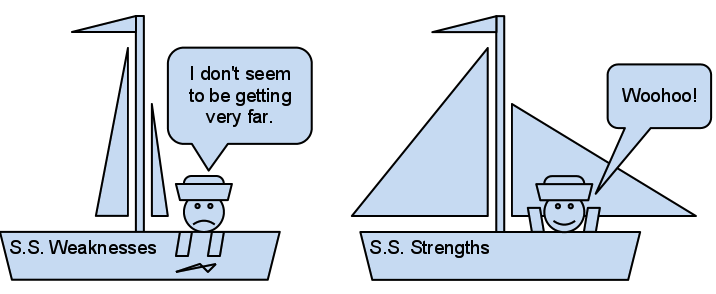 I don't seem
to be getting
very far.
S.S. Weaknesses
Woohoo!
S.S. Strengths